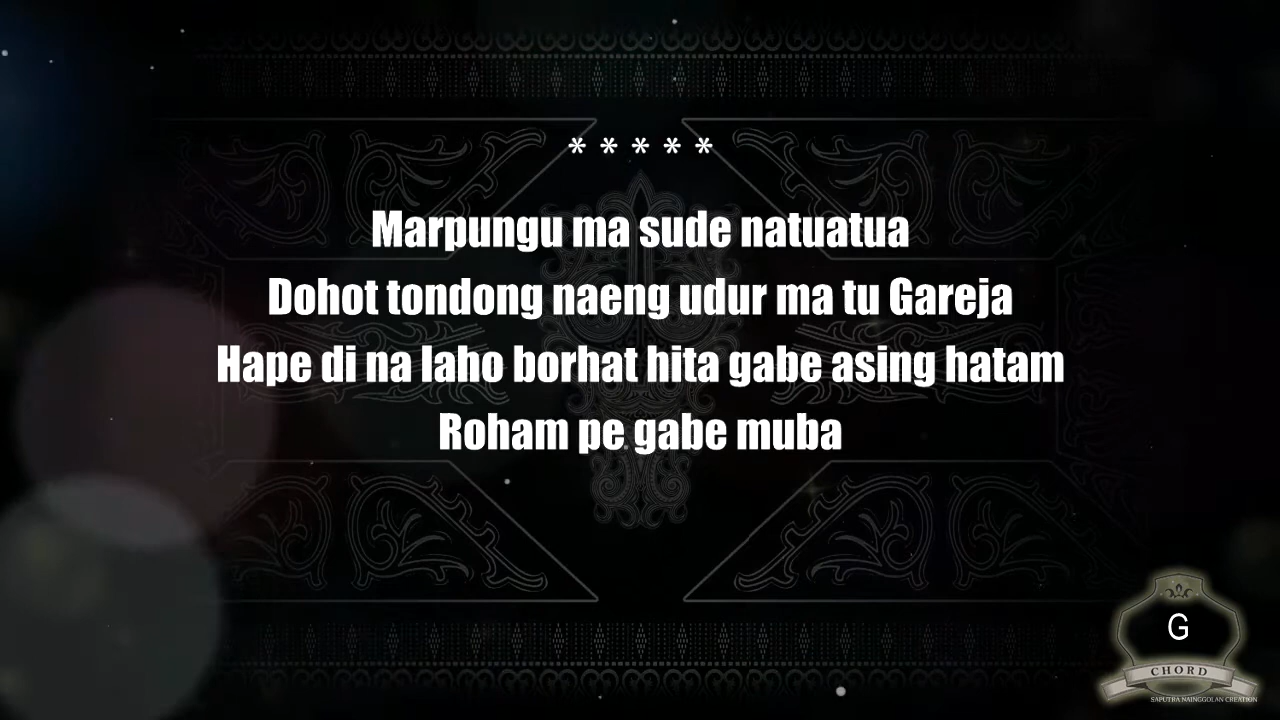 * * * * *
Marpungu ma sude natuatua
Dohot tondong naeng udur ma tu Gareja
Hape di na laho borhat hita gabe asing hatam
Roham pe gabe muba
G
CHORD
SAPUTRA NAINGGOLAN CREATION